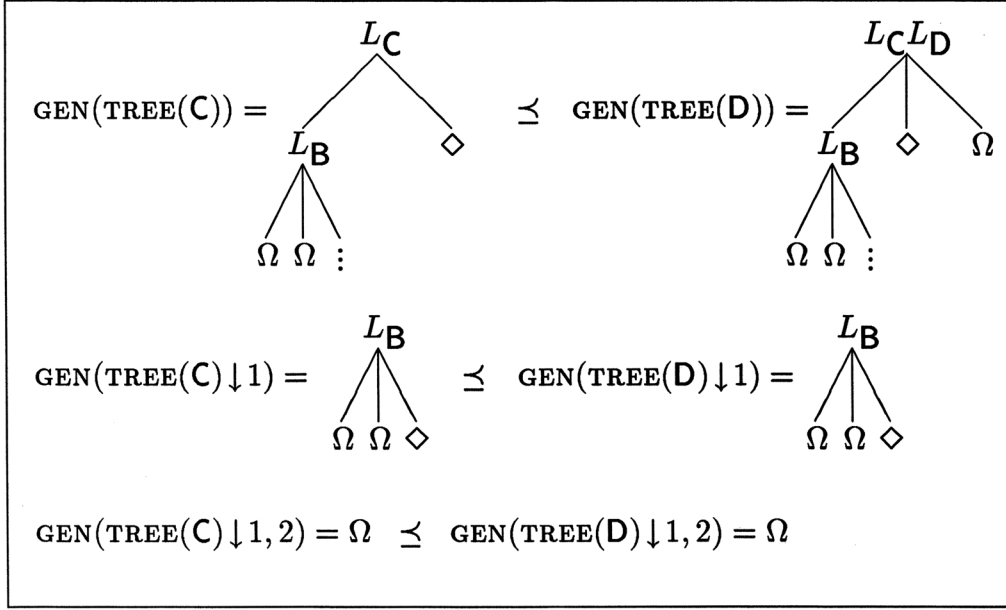 L_C L_C L_D
GEN(TREE(C)) = ⪯ GEN(TREE(D)) =
L_B ◇ L_B ◇ Ω
Ω Ω ⋮ Ω Ω ⋮
L_B L_B
GEN(TREE(C)↓1) = ⪯ GEN(TREE(D)↓1) =
Ω Ω ◇ Ω Ω ◇
GEN(TREE(C)↓1,2) = Ω ⪯ GEN(TREE(D)↓1,2) = Ω